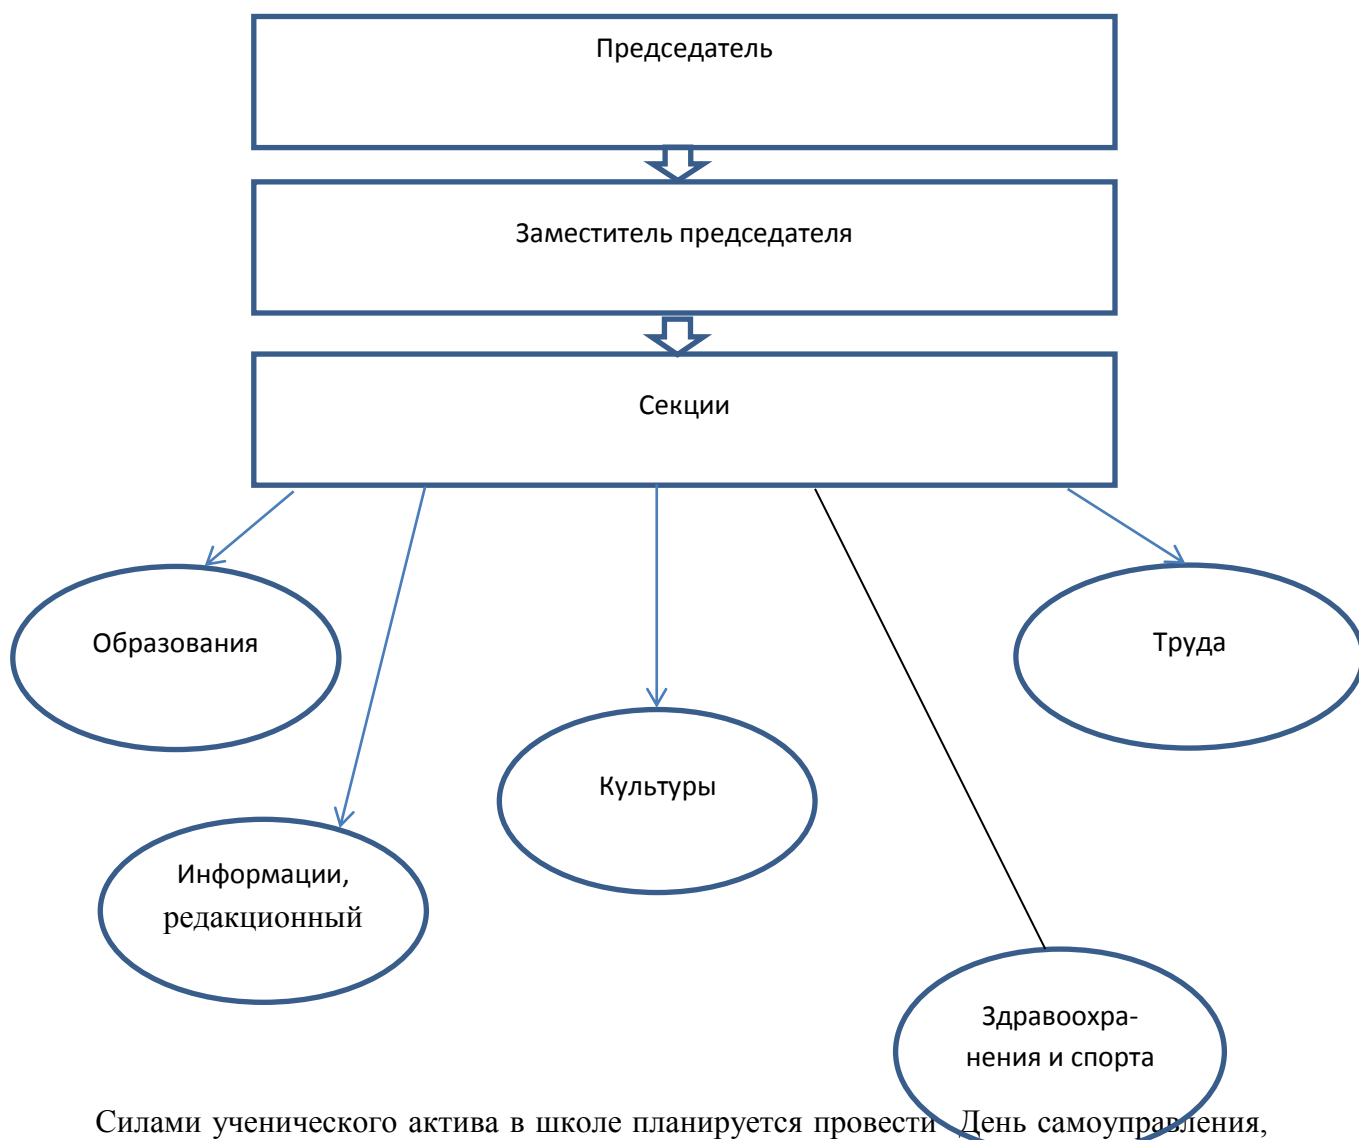 Председатель
Заместитель председателя
Секции
Образования
Труда
Культуры
Информации,
редакционный
Здравоохра-
нения и спорта
Силами ученического актива в школе планируется провести День самоуправления,